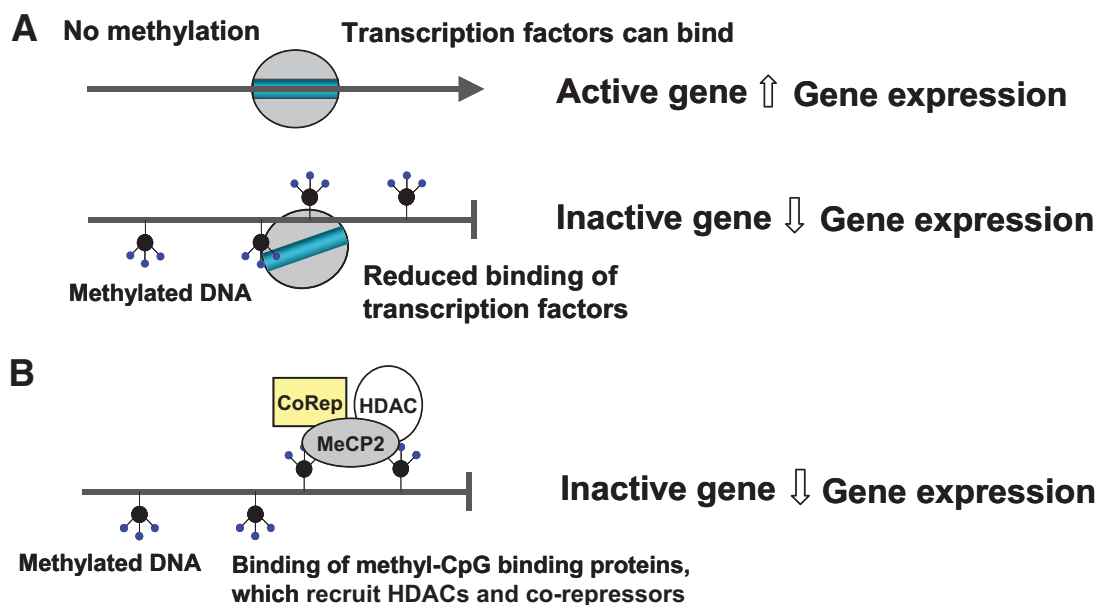 A
No methylation
Transcription factors can bind
Active gene ⇧ Gene expression
Inactive gene ⇩ Gene expression
Methylated DNA
Reduced binding of
transcription factors
B
CoRep
HDAC
MeCP2
Inactive gene ⇩ Gene expression
Methylated DNA
Binding of methyl-CpG binding proteins,
which recruit HDACs and co-repressors